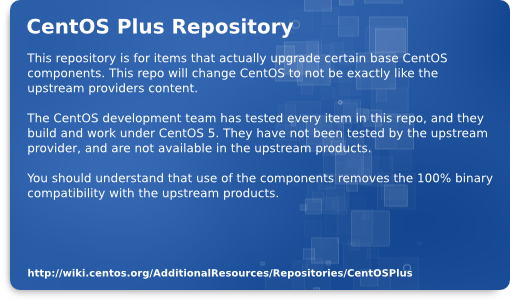 CentOS Plus Repository
This repository is for items that actually upgrade certain base CentOS
components. This repo will change CentOS to not be exactly like the
upstream providers content.
The CentOS development team has tested every item in this repo, and they
build and work under CentOS 5. They have not been tested by the upstream
provider, and are not available in the upstream products.
You should understand that use of the components removes the 100% binary
compatibility with the upstream products.
http://wiki.centos.org/AdditionalResources/Repositories/CentOSPlus